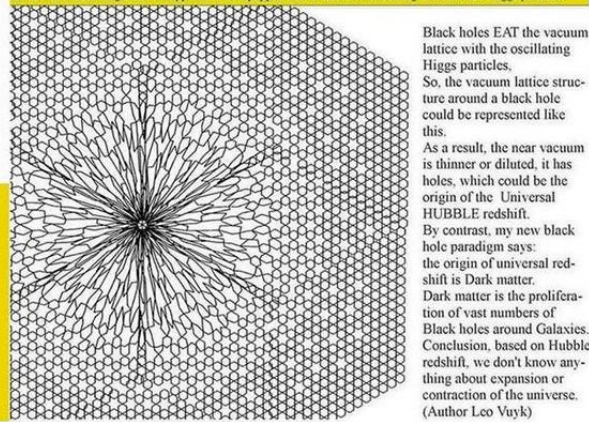 Black holes EAT the vacuum
lattice with the oscillating
Higgs particles,
So, the vacuum lattice struc-
ture around a black hole
could be represented like
this.
As a result, the near vacuum
is thinner or diluted, it has
holes, which could be the
origin of the Universal
HUBBLE redshift.
By contrast, my new black
hole paradigm says:
the origin of universal red-
shift is Dark matter.
Dark matter is the prolifera-
tion of vast numbers of
Black holes around Galaxies.
Conclusion, based on Hubble
redshift, we don't know any-
thing about expansion or
contraction of the universe.
(Author Leo Vuyk)